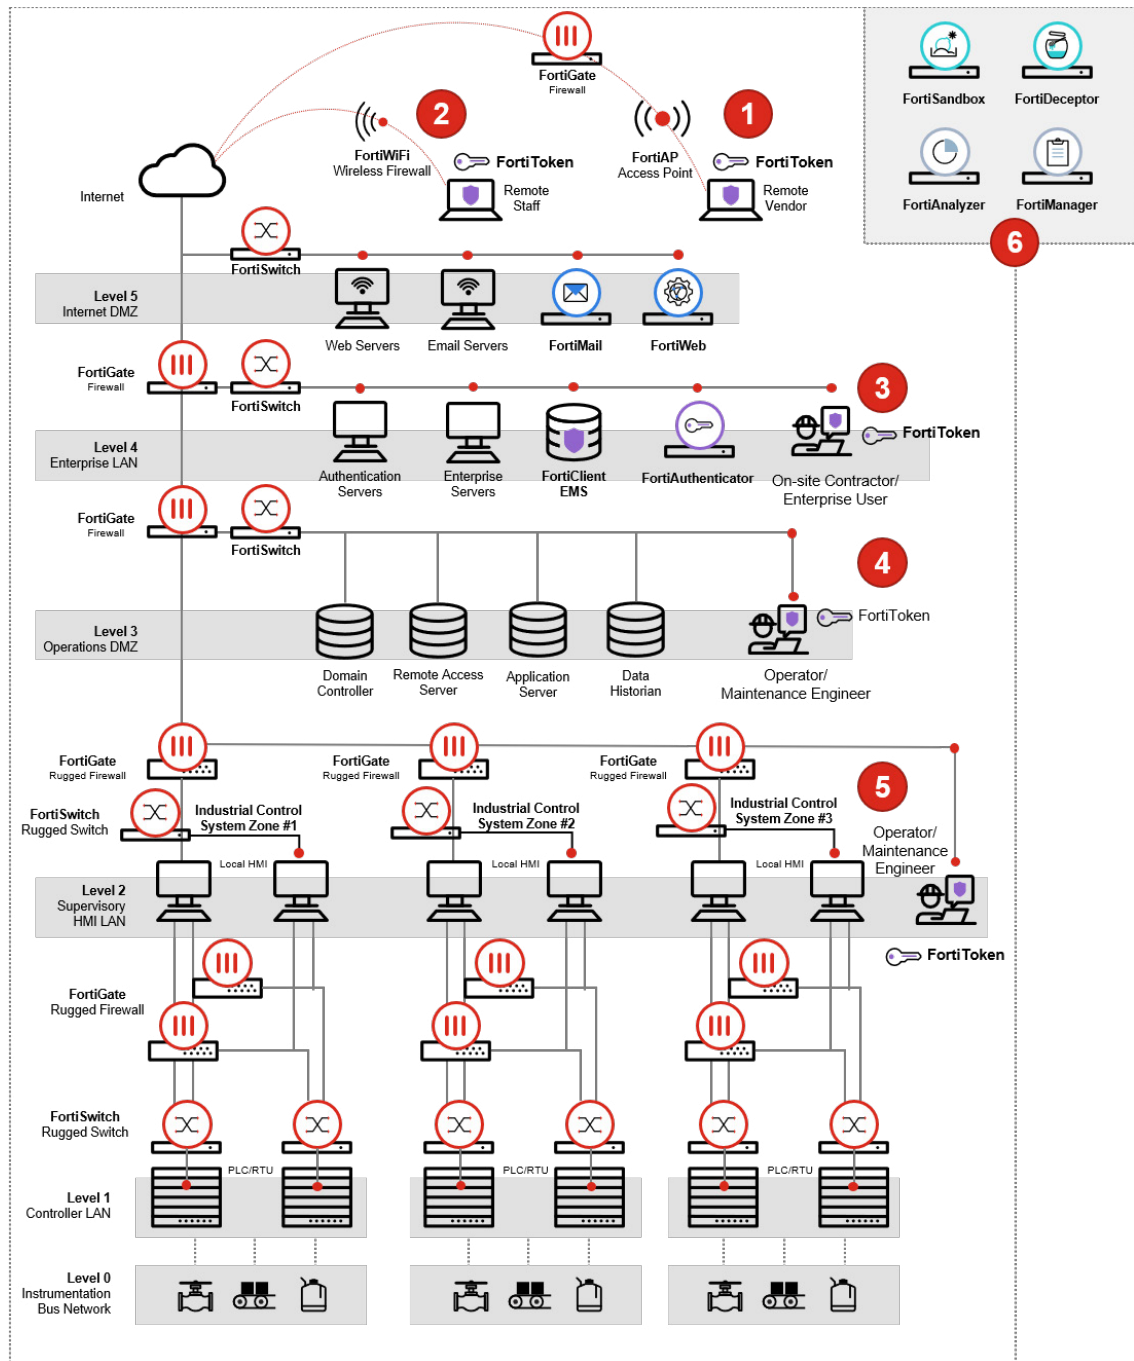 FortiGate
Firewall
FortiSandbox
FortiDeceptor
FortiAnalyzer
FortiManager
6
2
1
FortiWiFi
Wireless Firewall
FortiToken
Remote
Staff
FortiAP
Access Point
FortiToken
Remote
Vendor
Internet
FortiSwitch
Level 5
Internet DMZ
Web Servers
Email Servers
FortiMail
FortiWeb
FortiGate
Firewall
FortiSwitch
3
FortiToken
Level 4
Enterprise LAN
Authentication
Servers
Enterprise
Servers
FortiClient
EMS
FortiAuthenticator
On-site Contractor/
Enterprise User
FortiGate
Firewall
FortiSwitch
4
FortiToken
Level 3
Operations DMZ
Domain
Controller
Remote Access
Server
Application
Server
Data
Historian
Operator/
Maintenance Engineer
FortiGate
Rugged Firewall
FortiGate
Rugged Firewall
FortiGate
Rugged Firewall
5
FortiSwitch
Rugged Switch
Industrial Control
System Zone #1
Industrial Control
System Zone #2
Industrial Control
System Zone #3
Operator/
Maintenance
Engineer
Local HMI
Local HMI
Local HMI
Level 2
Supervisory
HMI LAN
FortiToken
FortiGate
Rugged Firewall
FortiSwitch
Rugged Switch
PLC/RTU
PLC/RTU
PLC/RTU
Level 1
Controller LAN
Level 0
Instrumentation
Bus Network